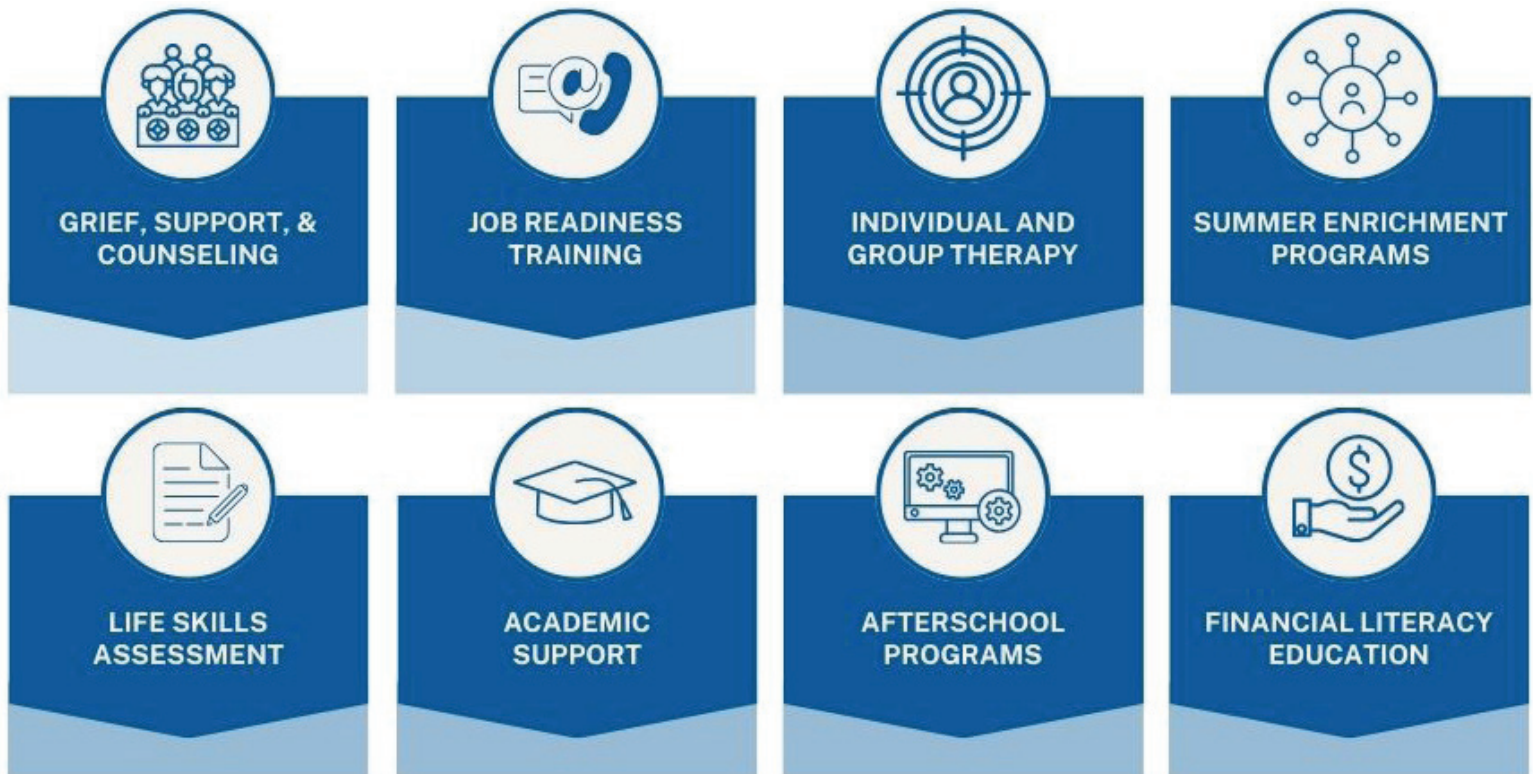 GRIEF, SUPPORT, &
COUNSELING
JOB READINESS
TRAINING
INDIVIDUAL AND
GROUP THERAPY
SUMMER ENRICHMENT
PROGRAMS
LIFE SKILLS
ASSESSMENT
ACADEMIC
SUPPORT
AFTERSCHOOL
PROGRAMS
FINANCIAL LITERACY
EDUCATION